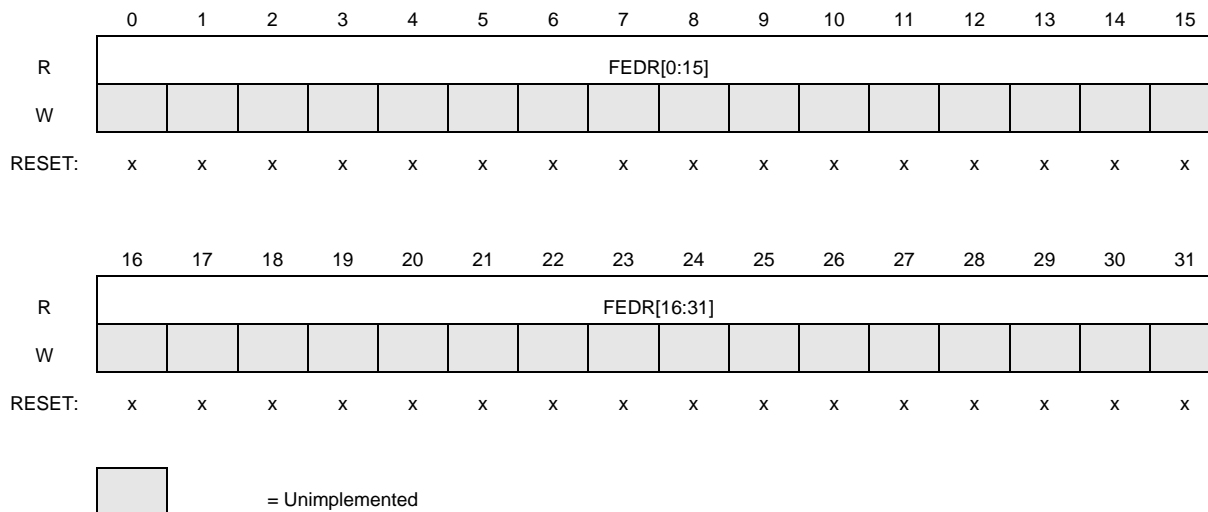 0 1 2 3 4 5 6 7 8 9 10 11 12 13 14 15
R FEDR[0:15]
W
RESET: x x x x x x x x x x x x x x x x
16 17 18 19 20 21 22 23 24 25 26 27 28 29 30 31
R FEDR[16:31]
W
RESET: x x x x x x x x x x x x x x x x
= Unimplemented